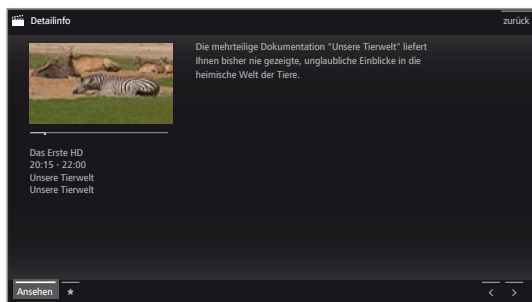 Detailinfo
zurück
Die mehrteilige Dokumentation "Unsere Tierwelt" liefert
Ihnen bisher nie gezeigte, unglaubliche Einblicke in die
heimische Welt der Tiere.
Das Erste HD
20:15 - 22:00
Unsere Tierwelt
Unsere Tierwelt
Ansehen